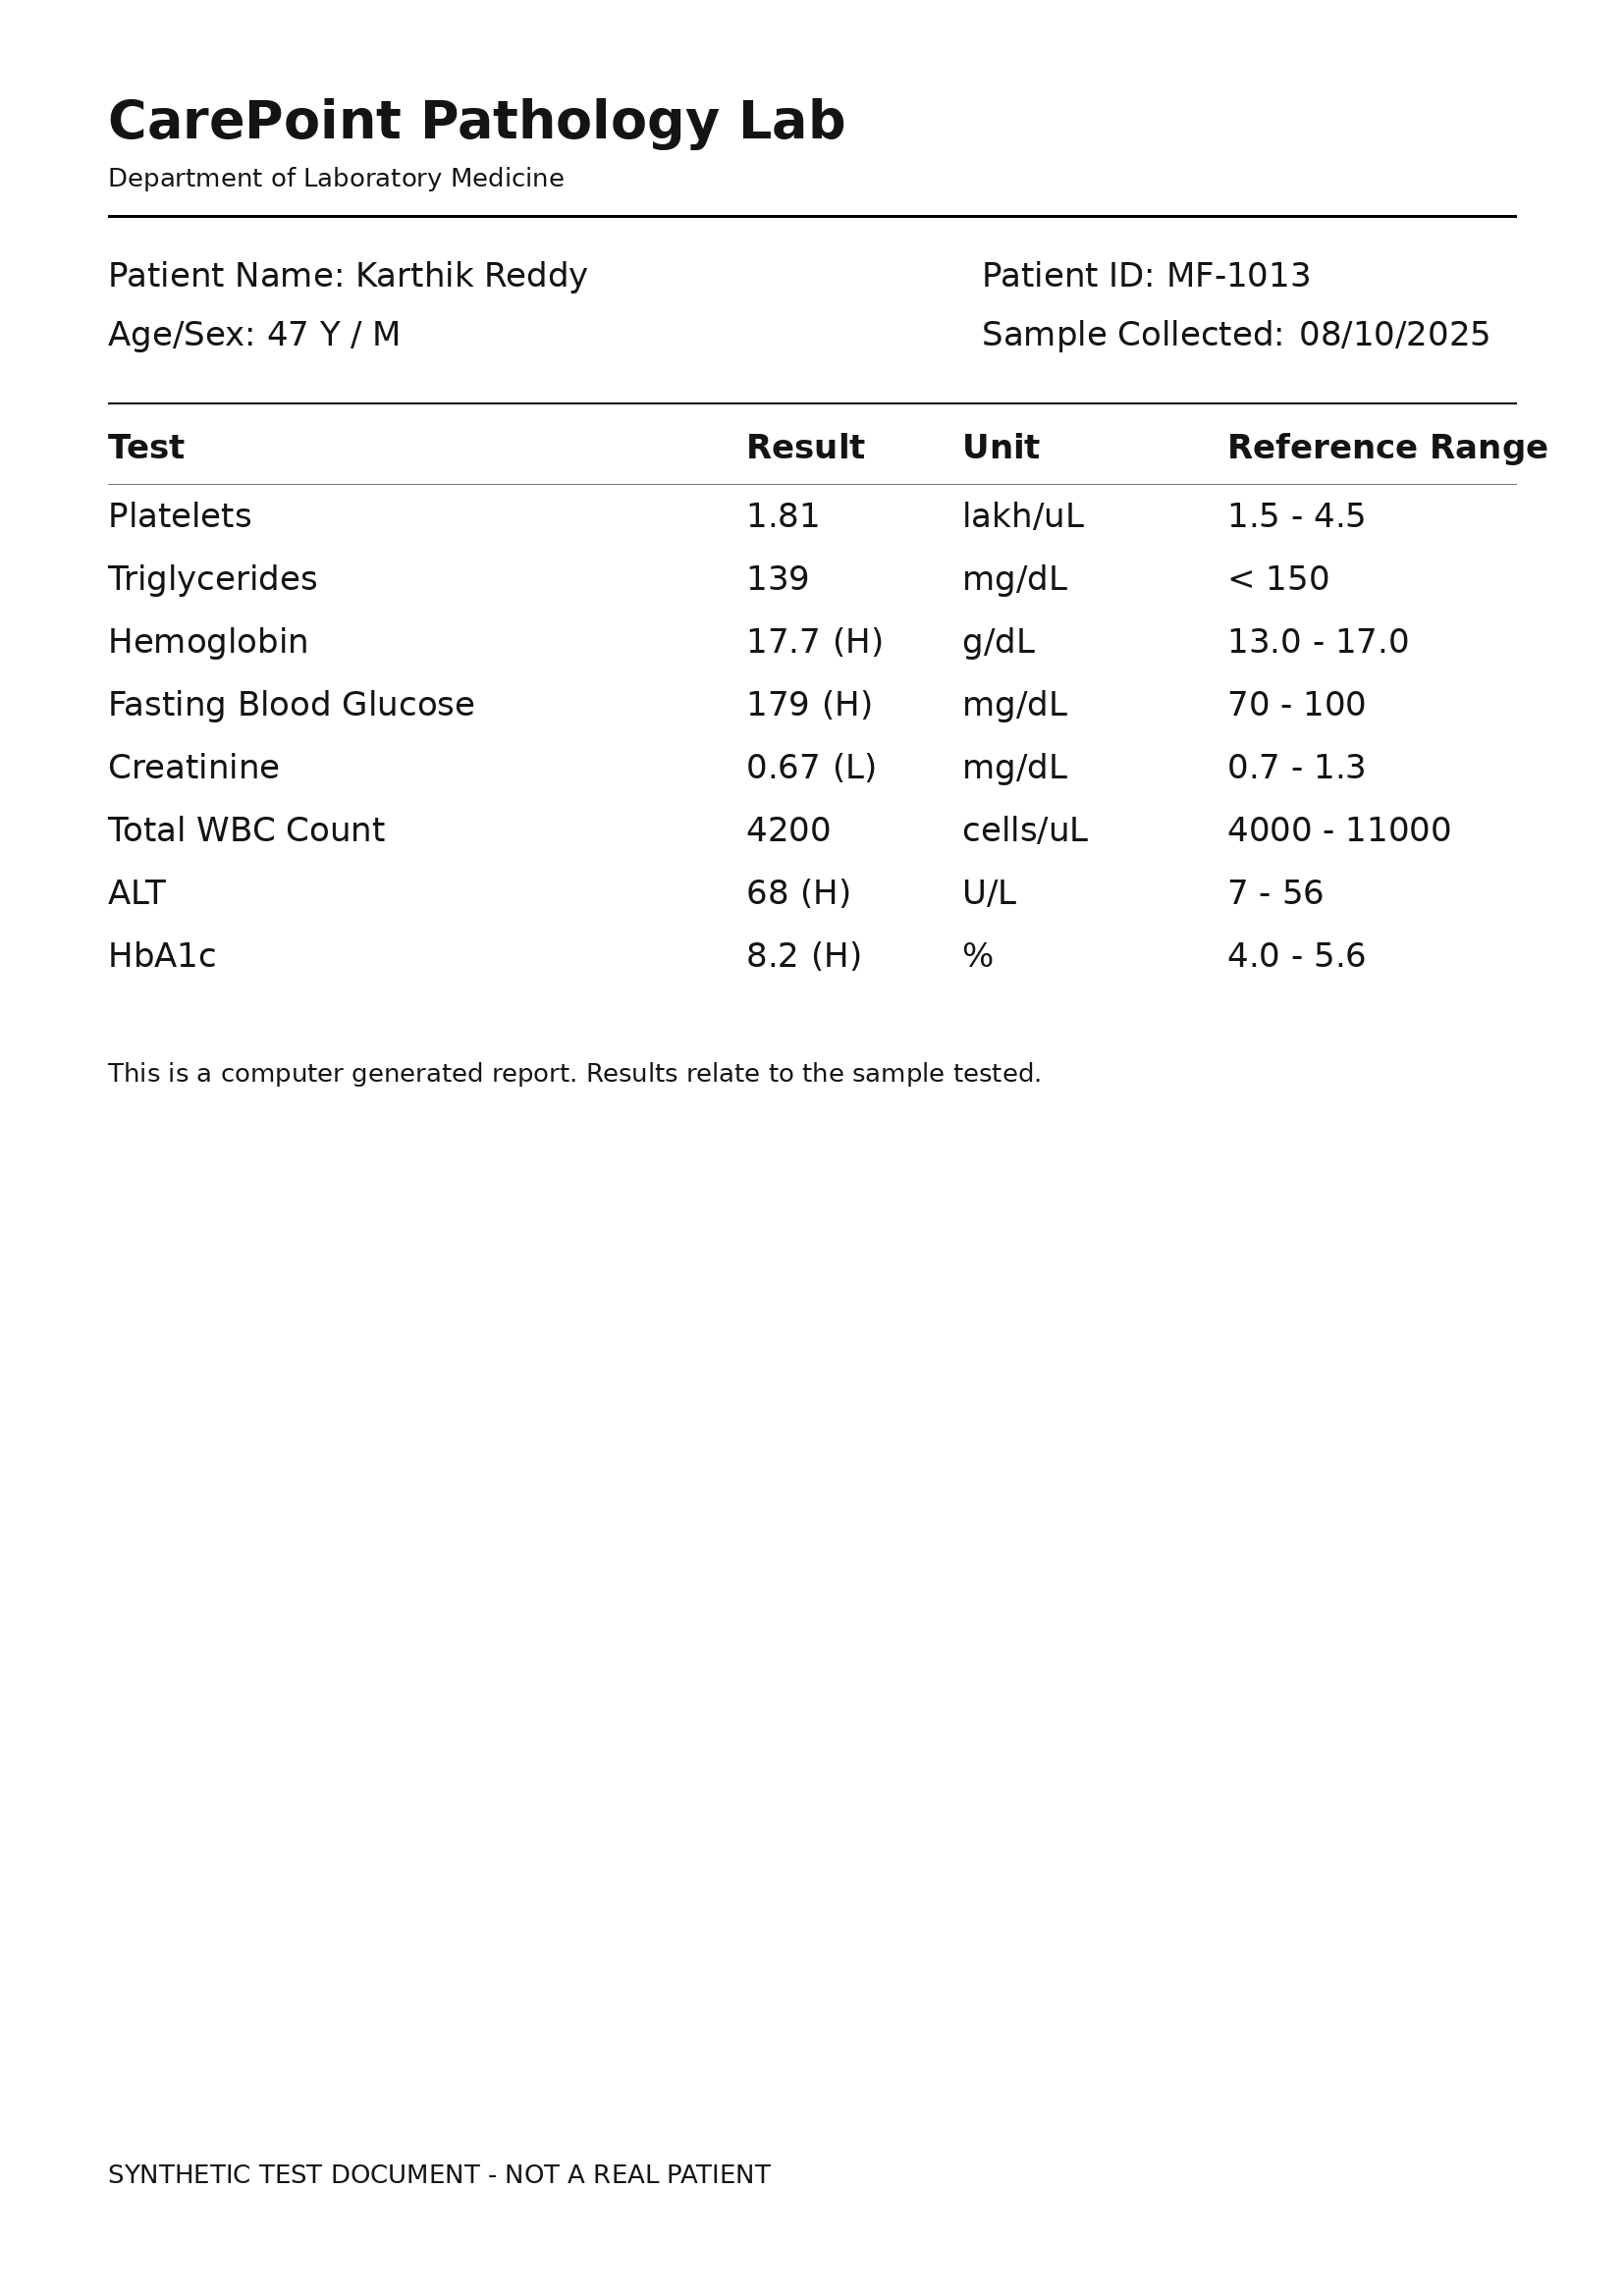 CarePoint Pathology Lab
Department of Laboratory Medicine
Patient Name: Karthik Reddy Patient ID: MF-1013
Age/Sex: 47 Y / M Sample Collected: 08/10/2025
Test Result Unit Reference Range
Platelets 1.81 lakh/uL 1.5 - 4.5
Triglycerides 139 mg/dL < 150
Hemoglobin 17.7 (H) g/dL 13.0 - 17.0
Fasting Blood Glucose 179 (H) mg/dL 70 - 100
Creatinine 0.67 (L) mg/dL 0.7 - 1.3
Total WBC Count 4200 cells/uL 4000 - 11000
ALT 68 (H) U/L 7 - 56
HbA1c 8.2 (H) % 4.0 - 5.6
This is a computer generated report. Results relate to the sample tested.
SYNTHETIC TEST DOCUMENT - NOT A REAL PATIENT